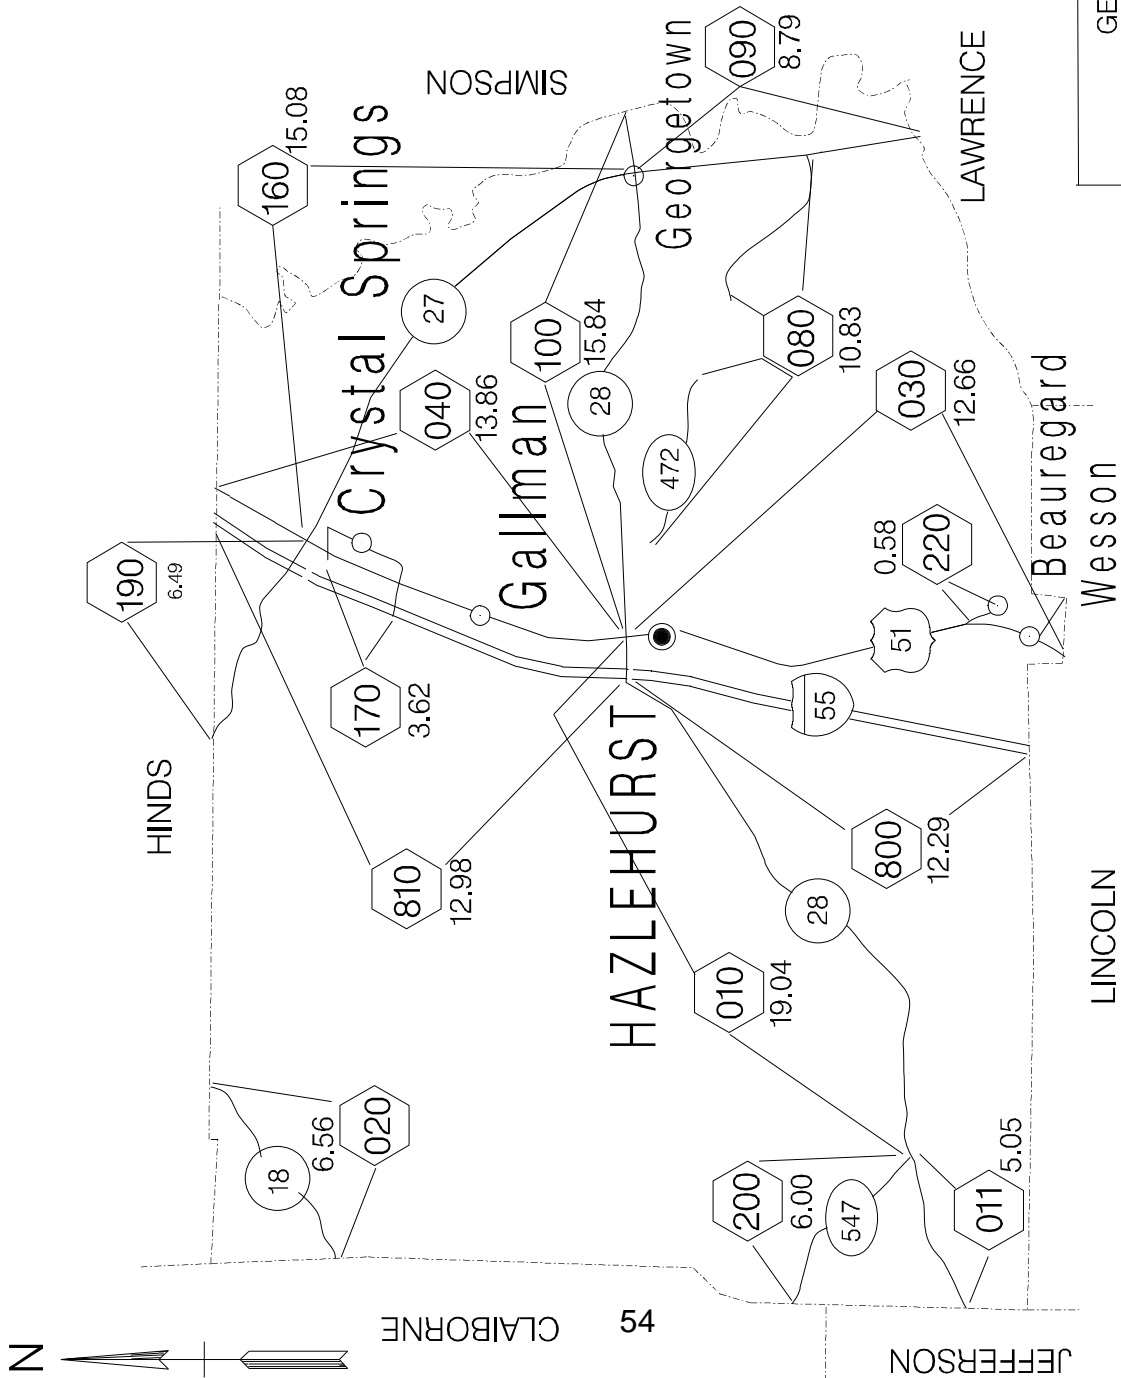 N
HINDS
SIMPSON
LAWRENCE
LINCOLN
JEFFERSON
CLAIBORNE
54
GE
190
6.49
160
15.08
Crystal Springs
27
040
13.86
170
3.62
810
12.98
Gallman
100
15.84
28
Georgetown
090
8.79
472
080
10.83
030
12.66
HAZLEHURST
0.58
220
51
55
Beauregard
Wesson
800
12.29
28
010
19.04
18
6.56
020
200
6.00
547
011
5.05